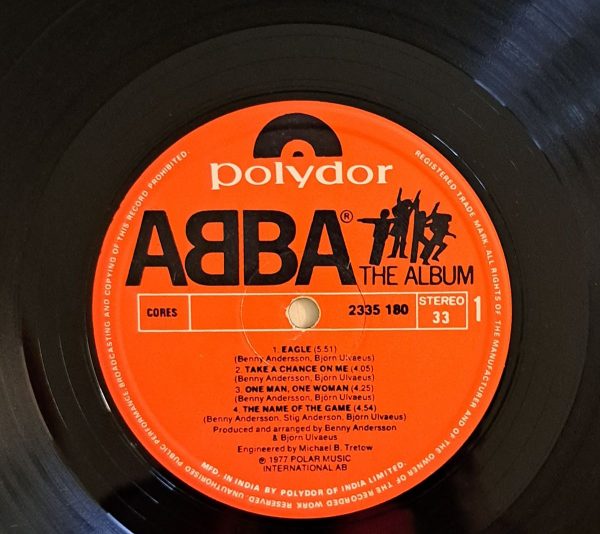 polydor
ABBA®
THE ALBUM
CORES
2335 180
STEREO
33
1
1. EAGLE (5.51)
(Benny Andersson, Björn Ulvaeus)
2. TAKE A CHANCE ON ME (4.05)
(Benny Andersson, Björn Ulvaeus)
3. ONE MAN, ONE WOMAN (4.25)
(Benny Andersson, Björn Ulvaeus)
4. THE NAME OF THE GAME (4.54)
(Benny Andersson, Stig Anderson, Björn Ulvaeus)
Produced and arranged by Benny Andersson
& Björn Ulvaeus
Engineered by Michael B. Tretow
℗ 1977 POLAR MUSIC
INTERNATIONAL AB
MFD. IN INDIA BY POLYDOR OF INDIA LIMITED.
REGISTERED TRADE MARK. ALL RIGHTS OF THE MANUFACTURER AND OF THE OWNER OF THE RECORDED WORK RESERVED. UNAUTHORISED PUBLIC PERFORMANCE BROADCASTING AND COPYING OF THIS RECORD PROHIBITED.